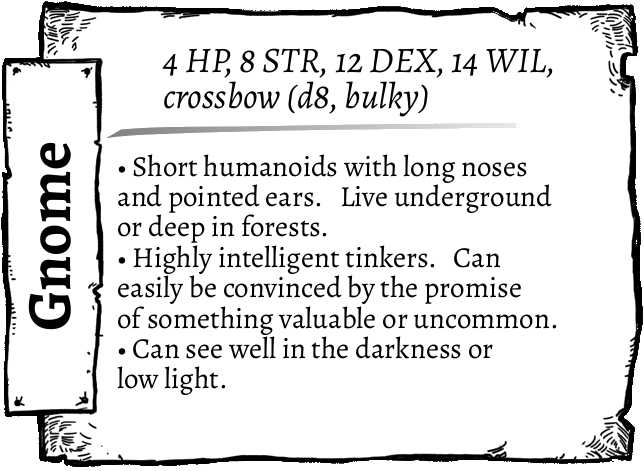 Gnome
4 HP, 8 STR, 12 DEX, 14 WIL,
crossbow (d8, bulky)
• Short humanoids with long noses
and pointed ears.   Live underground
or deep in forests.
• Highly intelligent tinkers.   Can
easily be convinced by the promise
of something valuable or uncommon.
• Can see well in the darkness or
low light.